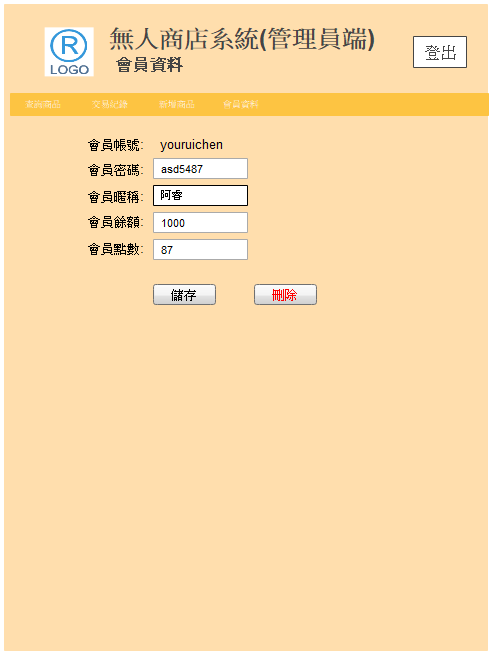 R
LOGO
無人商店系統(管理員端)
會員資料
登出
查詢商品 交易紀錄 新增商品 會員資料
會員帳號: youruichen
會員密碼: asd5487
會員暱稱: 阿睿
會員餘額: 1000
會員點數: 87
儲存 刪除